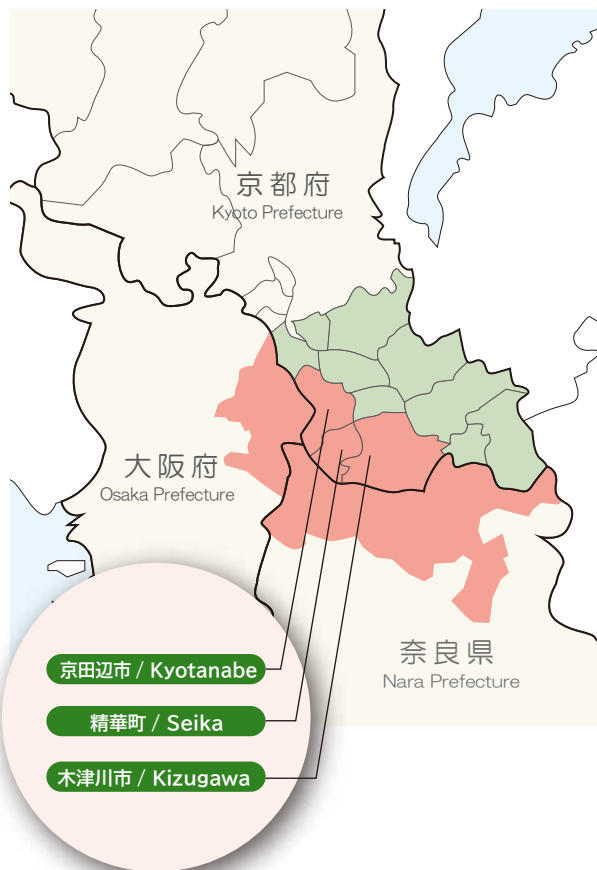 京都府
Kyoto Prefecture
大阪府
Osaka Prefecture
奈良県
Nara Prefecture
京田辺市 / Kyotanabe
精華町 / Seika
木津川市 / Kizugawa